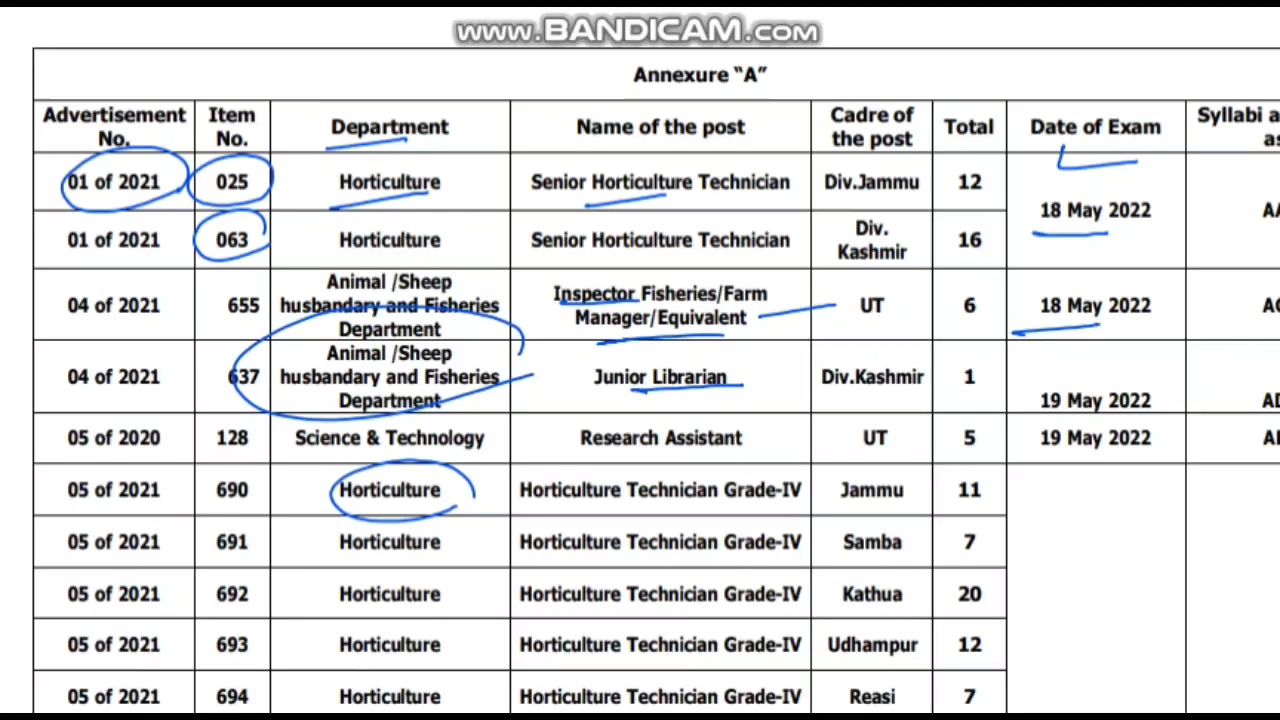 www.BANDICAM.com
Annexure “A”
Advertisement No. Item No. Department Name of the post Cadre of the post Total Date of Exam Syllabi
01 of 2021 025 Horticulture Senior Horticulture Technician Div.Jammu 12 18 May 2022
01 of 2021 063 Horticulture Senior Horticulture Technician Div. Kashmir 16
04 of 2021 655 Animal /Sheep husbandary and Fisheries Department Inspector Fisheries/Farm Manager/Equivalent UT 6 18 May 2022
04 of 2021 637 Animal /Sheep husbandary and Fisheries Department Junior Librarian Div.Kashmir 1 19 May 2022
05 of 2020 128 Science & Technology Research Assistant UT 5 19 May 2022
05 of 2021 690 Horticulture Horticulture Technician Grade-IV Jammu 11
05 of 2021 691 Horticulture Horticulture Technician Grade-IV Samba 7
05 of 2021 692 Horticulture Horticulture Technician Grade-IV Kathua 20
05 of 2021 693 Horticulture Horticulture Technician Grade-IV Udhampur 12
05 of 2021 694 Horticulture Horticulture Technician Grade-IV Reasi 7